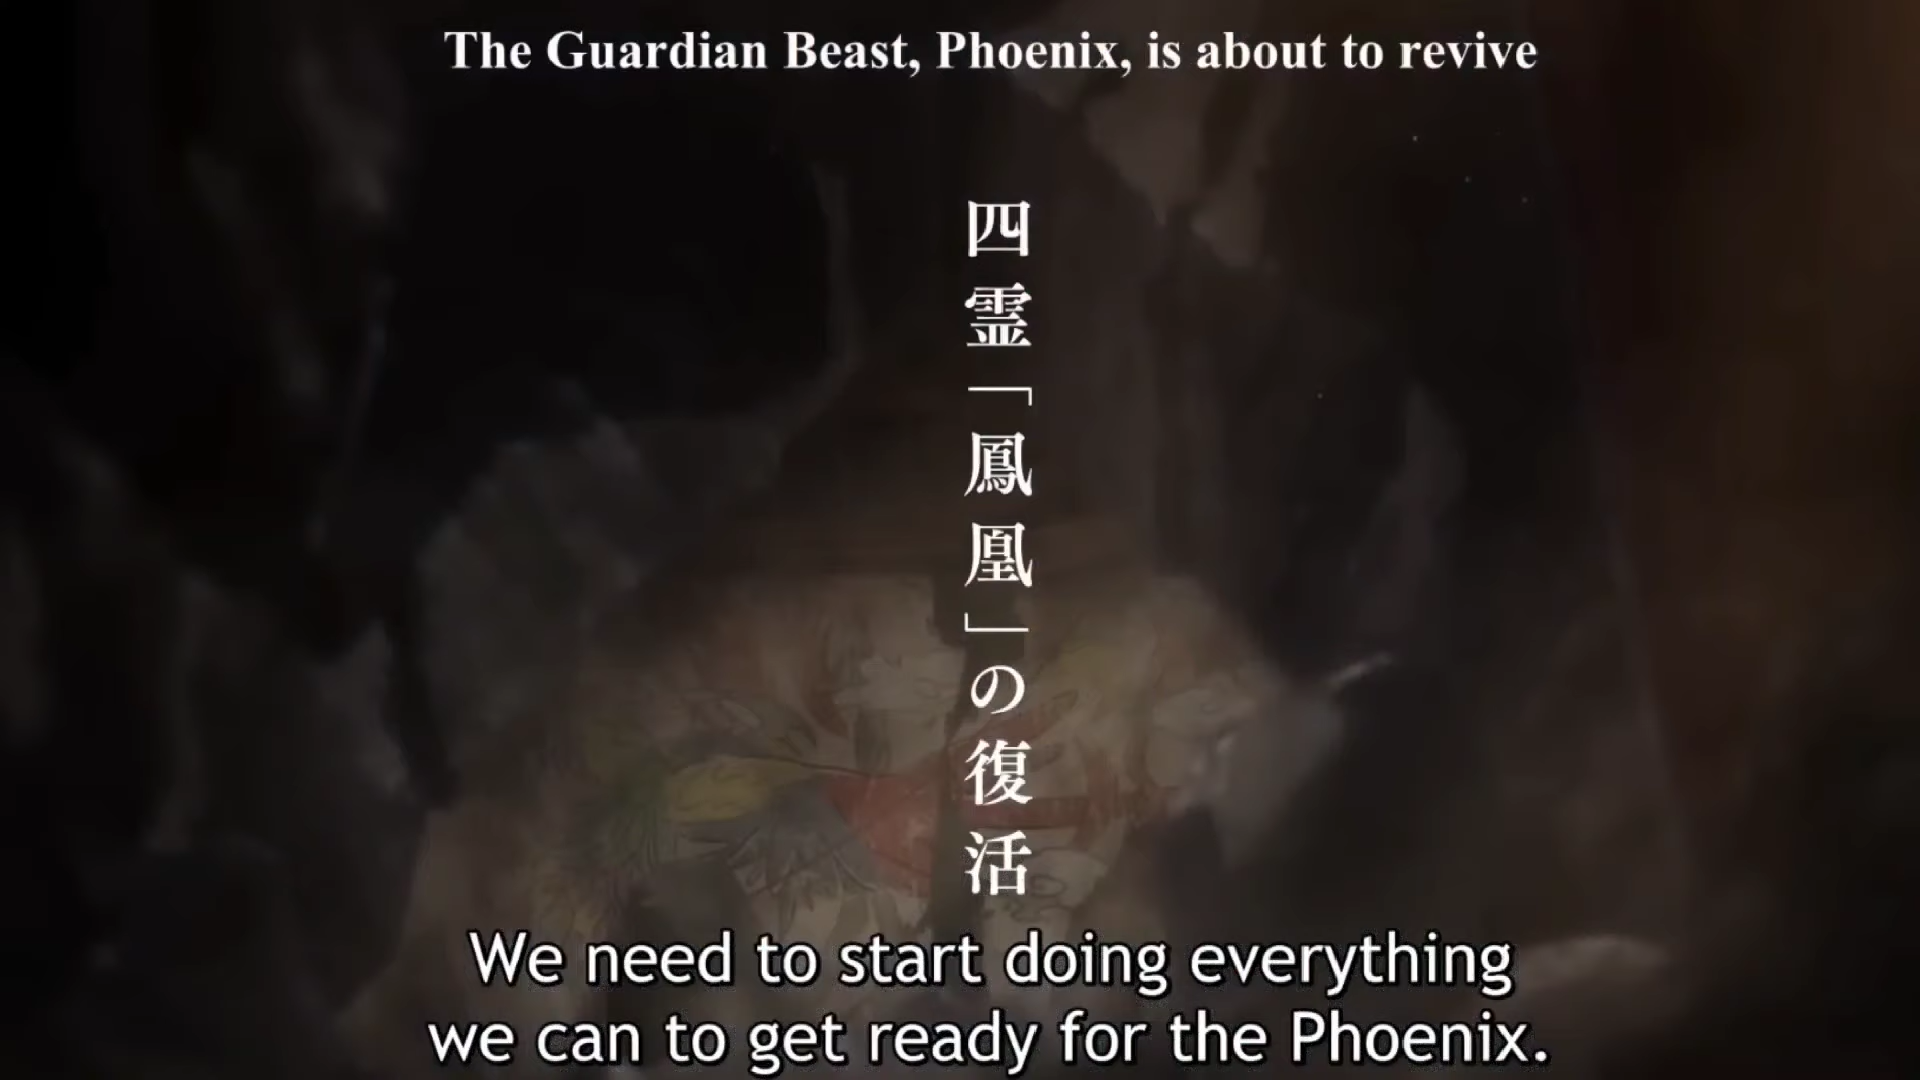 The Guardian Beast, Phoenix, is about to revive
四霊「鳳凰」の復活
We need to start doing everything
we can to get ready for the Phoenix.